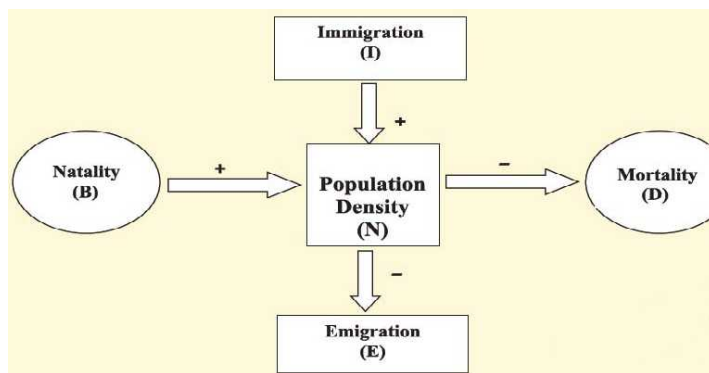 Immigration
(I)
+
Natality
(B)
+
Population
Density
(N)
–
Mortality
(D)
–
Emigration
(E)